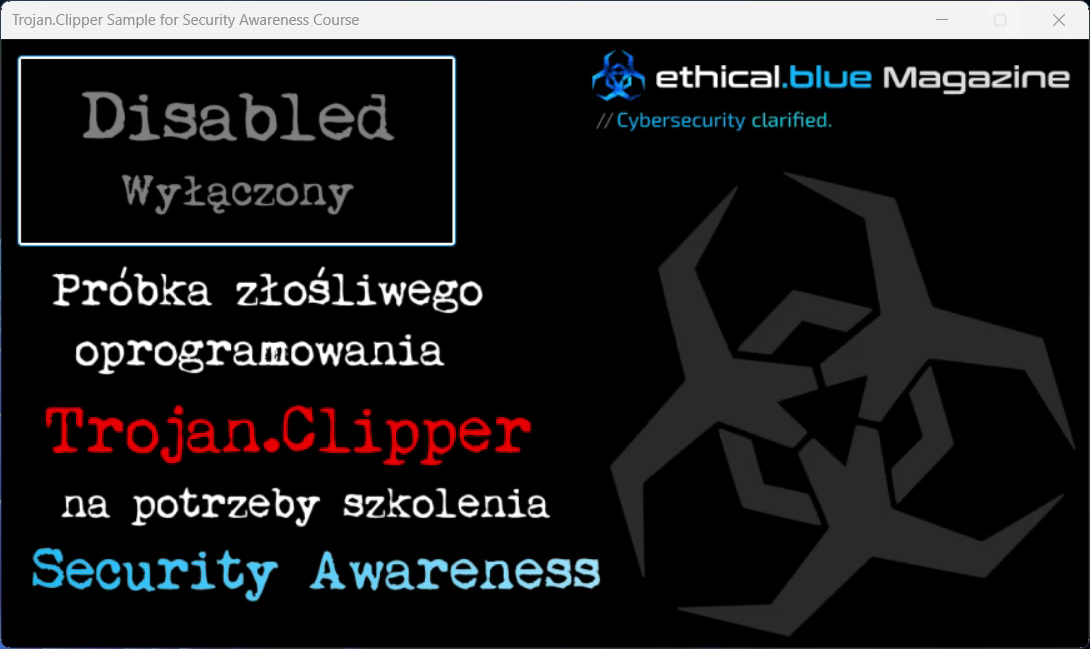 Trojan.Clipper Sample for Security Awareness Course
ethical.blue Magazine
// Cybersecurity clarified.
Disabled
Wyłączony
Próbka złośliwego
oprogramowania
Trojan.Clipper
na potrzeby szkolenia
Security Awareness